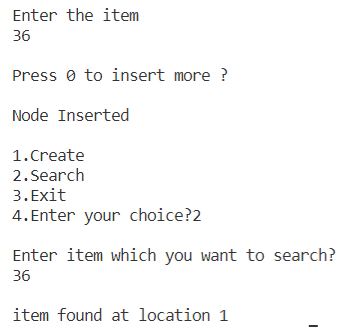 Enter the item
36
Press 0 to insert more ?
Node Inserted
1.Create
2.Search
3.Exit
4.Enter your choice?2
Enter item which you want to search?
36
item found at location 1
_